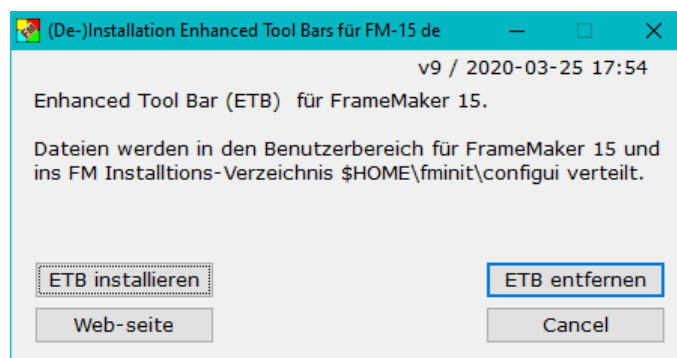 (De-)Installation Enhanced Tool Bars für FM-15 de
v9 / 2020-03-25 17:54
Enhanced Tool Bar (ETB) für FrameMaker 15.
Dateien werden in den Benutzerbereich für FrameMaker 15 und
ins FM Installtions-Verzeichnis $HOME\fminit\configui verteilt.
ETB installieren
ETB entfernen
Web-seite
Cancel